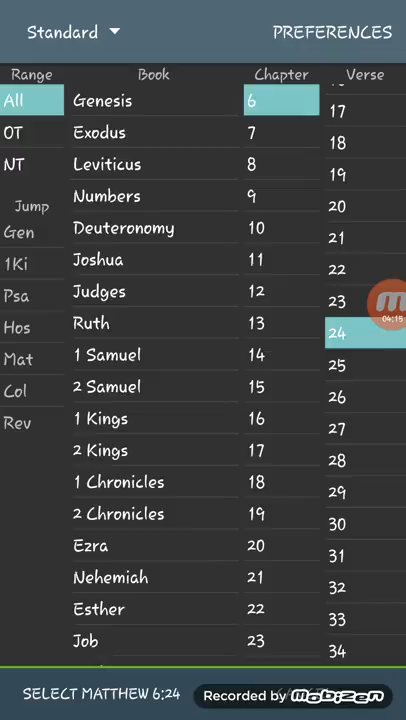 Standard PREFERENCES
Range Book Chapter Verse
All Genesis 6
17
OT Exodus 7
18
NT Leviticus 8
19
Numbers 9
20
Jump
Gen Deuteronomy 10
21
1Ki Joshua 11
22
Psa Judges 12
23
04:15
Hos Ruth 13
24
Mat 1 Samuel 14
25
Col 2 Samuel 15
26
Rev 1 Kings 16
27
2 Kings 17
28
1 Chronicles 18
29
2 Chronicles 19
30
Ezra 20
31
Nehemiah 21
32
Esther 22
33
Job 23
34
SELECT MATTHEW 6:24
Recorded by mobizen